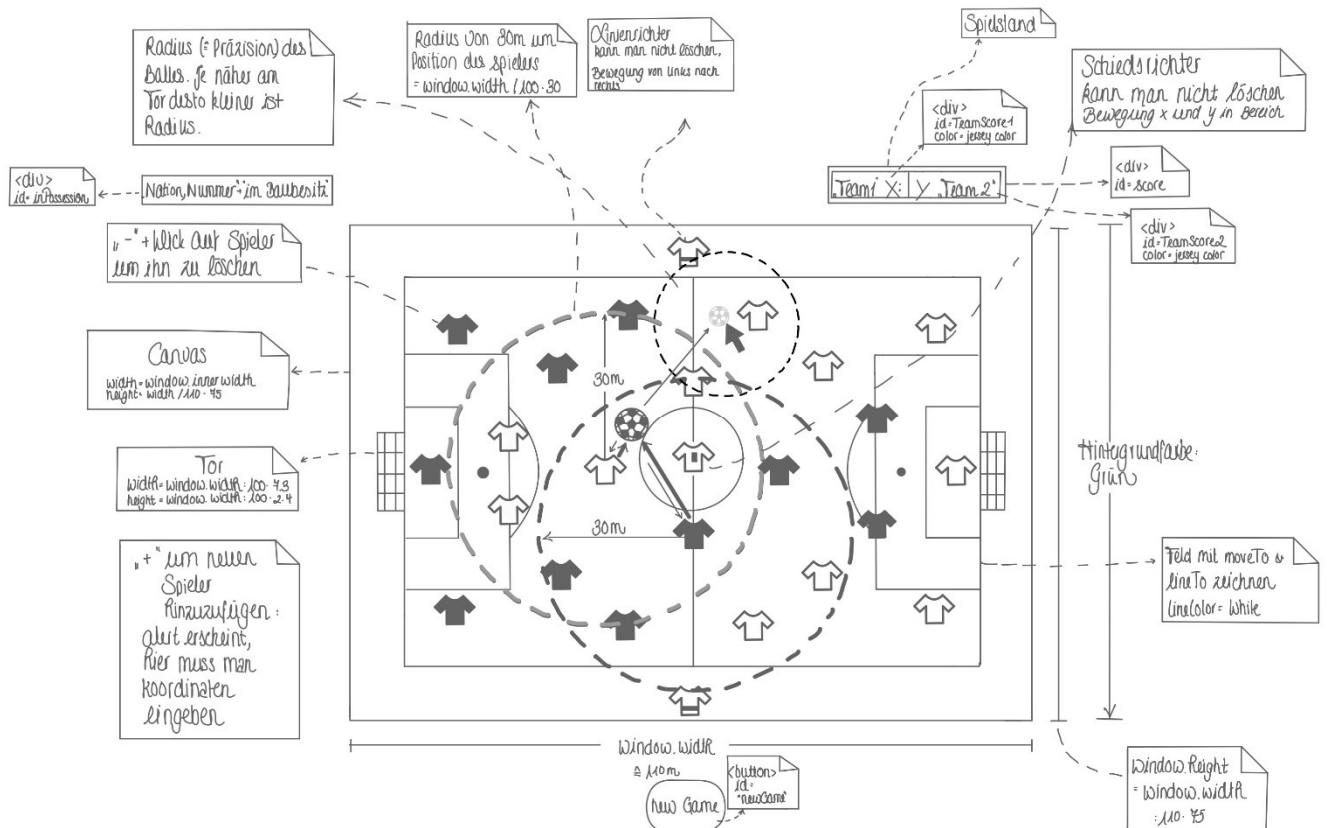 Radius (≙ Präzision) des
Balles. Je näher am
Tor desto kleiner ist
Radius.
Radius von 30m um
Position des Spielers
= window.width / 100 · 30
Linienrichter
kann man nicht löschen,
Bewegung von links nach
rechts
Spielstand
<div>
id=TeamScore1
color= jersey color
Schiedsrichter
kann man nicht löschen
Bewegung x und y in Bereich
<div>
id= inPossession
"Nation, Nummer" "im Ballbesitz"
"Team1" X: Y "Team 2"
<div>
id= score
<div>
id=TeamScore2
color= jersey color
"-" + Klick auf Spieler
um ihn zu löschen
Canvas
width= window.innerwidth
height= width /110 · 75
30m
Tor
width= window.width : 100 · 7.3
height = window.width : 100 · 2.4
30m
Hintergrundfarbe:
Grün
"+" um neuen
Spieler
hinzuzufügen:
alert erscheint,
hier muss man
koordinaten
eingeben
Feld mit moveTo &
lineTo zeichnen
lineColor= White
window.width
≙ 110m
New Game
<button>
id=
"newGame"
window.height
= window.width
:110 · 75